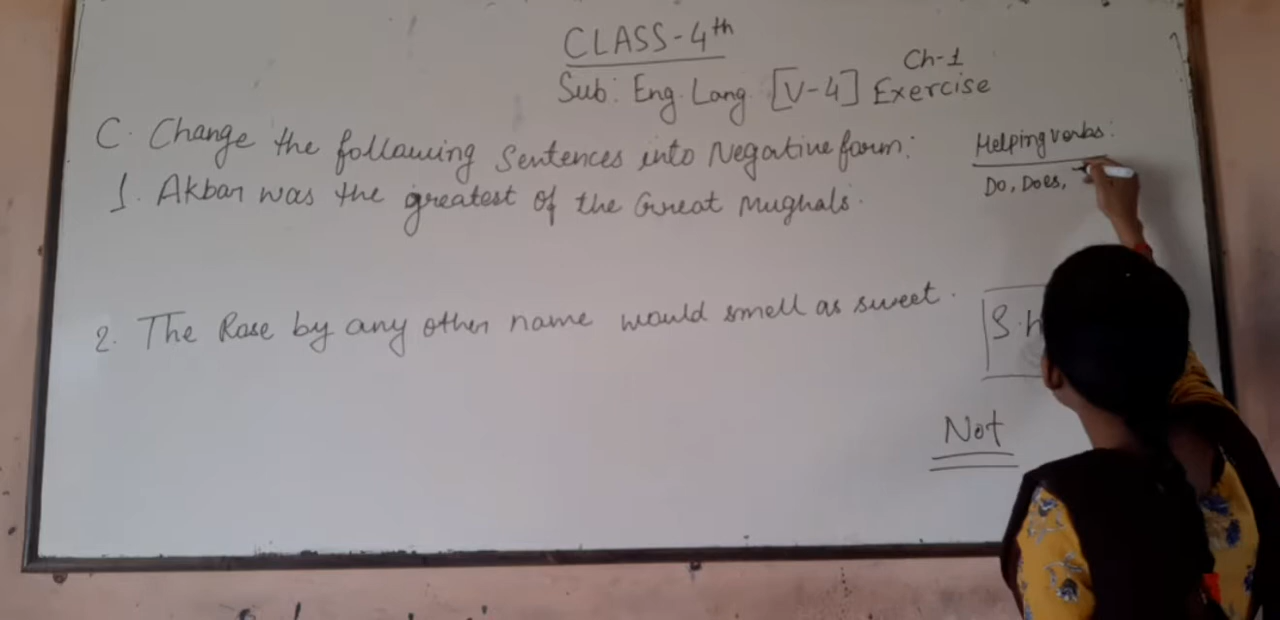 CLASS-4th
Ch-1
Sub: Eng. Lang. [V-4] Exercise
C. Change the following Sentences into Negative form:
1. Akbar was the greatest of the Great Mughals.
Helping verbs:
Do, Does,
2. The Rose by any other name would smell as sweet.
S.h
Not